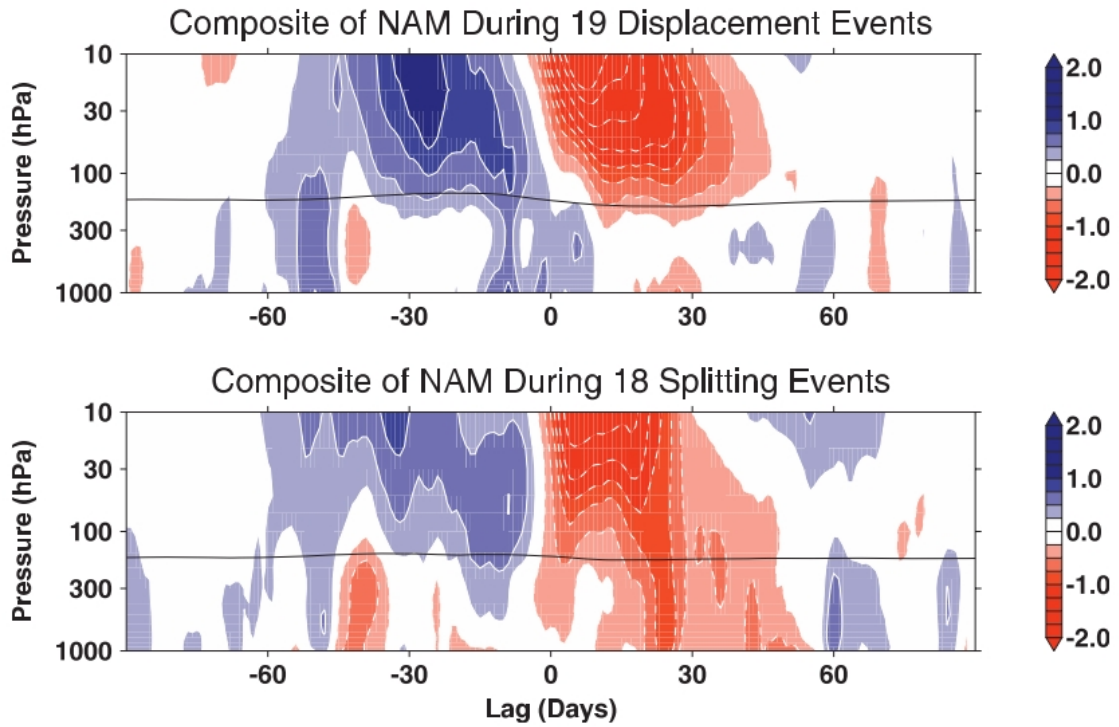 Composite of NAM During 19 Displacement Events
10
30
100
300
1000
Pressure (hPa)
-60 -30 0 30 60
2.0
1.0
0.0
-1.0
-2.0
Composite of NAM During 18 Splitting Events
10
30
100
300
1000
Pressure (hPa)
-60 -30 0 30 60
Lag (Days)
2.0
1.0
0.0
-1.0
-2.0